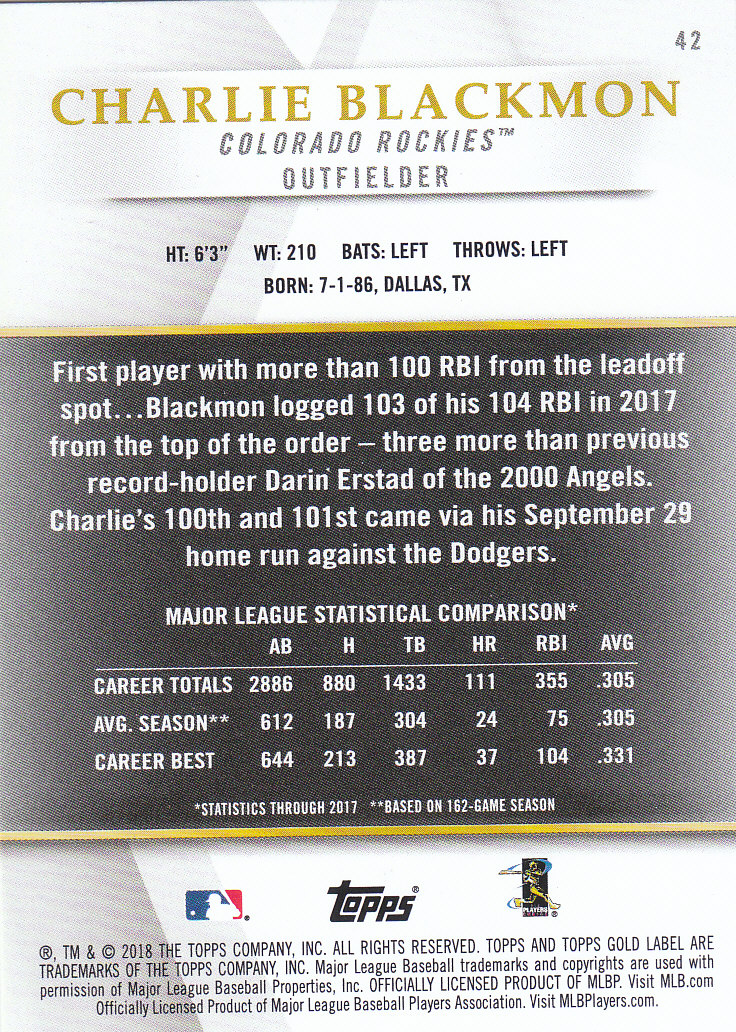 42
CHARLIE BLACKMON
COLORADO ROCKIES™
OUTFIELDER
HT: 6'3" WT: 210 BATS: LEFT THROWS: LEFT
BORN: 7-1-86, DALLAS, TX
First player with more than 100 RBI from the leadoff
spot...Blackmon logged 103 of his 104 RBI in 2017
from the top of the order – three more than previous
record-holder Darin Erstad of the 2000 Angels.
Charlie's 100th and 101st came via his September 29
home run against the Dodgers.
MAJOR LEAGUE STATISTICAL COMPARISON*
AB H TB HR RBI AVG
CAREER TOTALS 2886 880 1433 111 355 .305
AVG. SEASON** 612 187 304 24 75 .305
CAREER BEST 644 213 387 37 104 .331
*STATISTICS THROUGH 2017 **BASED ON 162-GAME SEASON
Topps®
PLAYERS
®, TM & © 2018 THE TOPPS COMPANY, INC. ALL RIGHTS RESERVED. TOPPS AND TOPPS GOLD LABEL ARE
TRADEMARKS OF THE TOPPS COMPANY, INC. Major League Baseball trademarks and copyrights are used with
permission of Major League Baseball Properties, Inc. OFFICIALLY LICENSED PRODUCT OF MLBP. Visit MLB.com
Officially Licensed Product of Major League Baseball Players Association. Visit MLBPlayers.com.